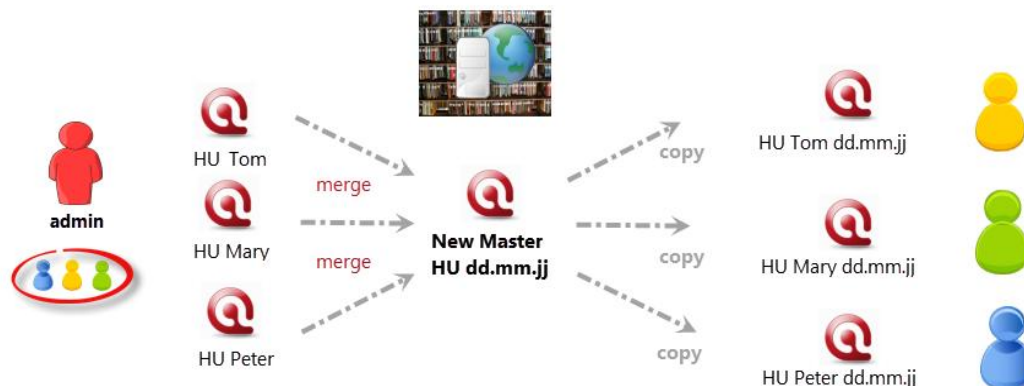 admin
HU Tom
HU Mary
HU Peter
merge
merge
New Master
HU dd.mm.jj
copy
copy
copy
HU Tom dd.mm.jj
HU Mary dd.mm.jj
HU Peter dd.mm.jj